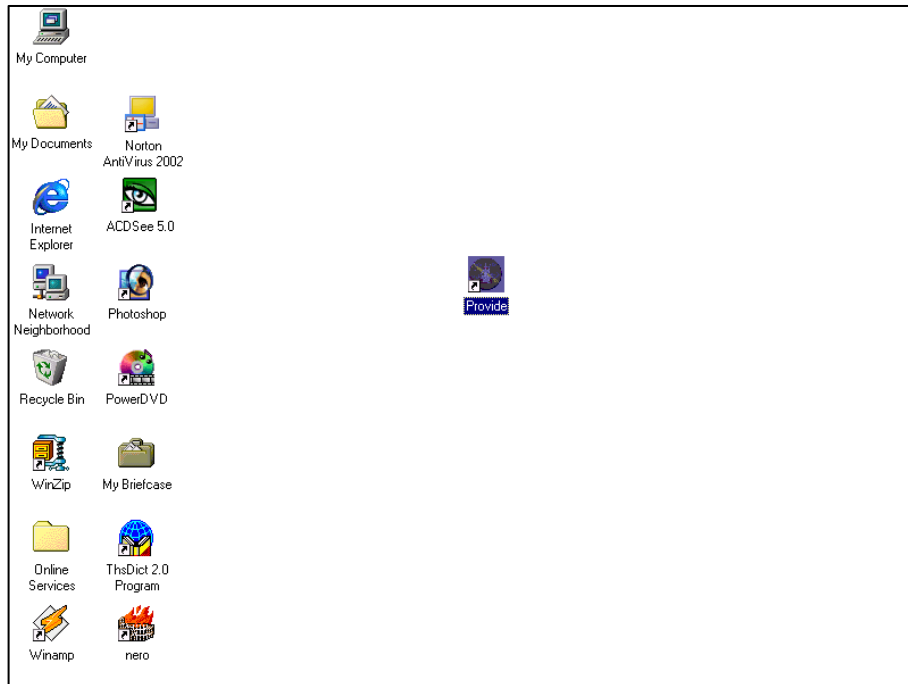 My Computer
My Documents
Norton
AntiVirus 2002
Internet
Explorer
ACDSee 5.0
Provide
Network
Neighborhood
Photoshop
Recycle Bin
PowerDVD
WinZip
My Briefcase
Online
Services
ThsDict 2.0
Program
Winamp
nero